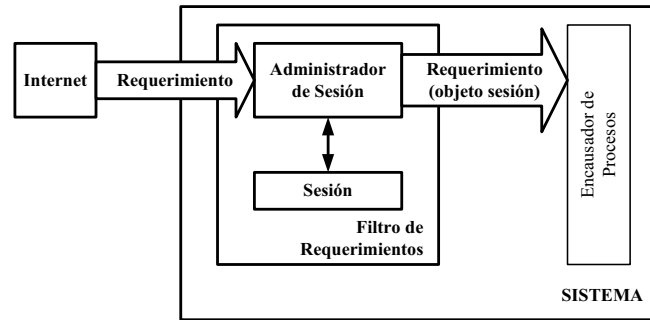 Internet
Requerimiento
Administrador
de Sesión
Requerimiento
(objeto sesión)
Encausador de
Procesos
Sesión
Filtro de
Requerimientos
SISTEMA